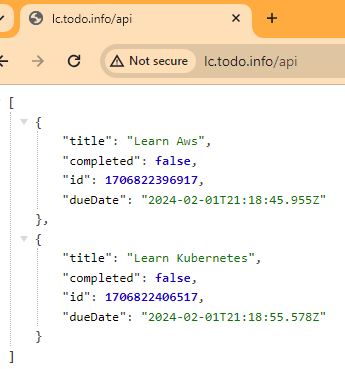 lc.todo.info/api
Not secure lc.todo.info/api
[
{
"title": "Learn Aws",
"completed": false,
"id": 1706822396917,
"dueDate": "2024-02-01T21:18:45.955Z"
},
{
"title": "Learn Kubernetes",
"completed": false,
"id": 1706822406517,
"dueDate": "2024-02-01T21:18:55.578Z"
}
]